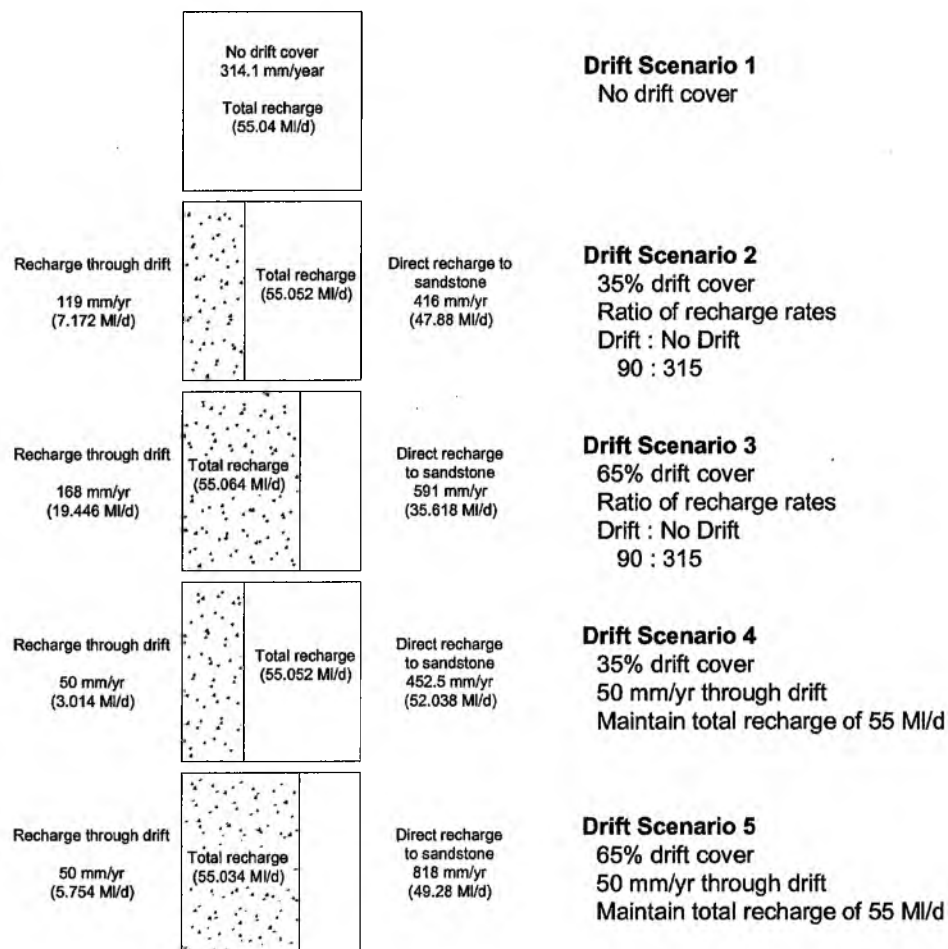 No drift cover
314.1 mm/year
Total recharge
(55.04 Ml/d)
Drift Scenario 1
No drift cover
Recharge through drift
119 mm/yr
(7.172 Ml/d)
Total recharge
(55.052 Ml/d)
Direct recharge to
sandstone
416 mm/yr
(47.88 Ml/d)
Drift Scenario 2
35% drift cover
Ratio of recharge rates
Drift : No Drift
90 : 315
Recharge through drift
168 mm/yr
(19.446 Ml/d)
Total recharge
(55.064 Ml/d)
Direct recharge
to sandstone
591 mm/yr
(35.618 Ml/d)
Drift Scenario 3
65% drift cover
Ratio of recharge rates
Drift : No Drift
90 : 315
Recharge through drift
50 mm/yr
(3.014 Ml/d)
Total recharge
(55.052 Ml/d)
Direct recharge
to sandstone
452.5 mm/yr
(52.038 Ml/d)
Drift Scenario 4
35% drift cover
50 mm/yr through drift
Maintain total recharge of 55 Ml/d
Recharge through drift
50 mm/yr
(5.754 Ml/d)
Total recharge
(55.034 Ml/d)
Direct recharge
to sandstone
818 mm/yr
(49.28 Ml/d)
Drift Scenario 5
65% drift cover
50 mm/yr through drift
Maintain total recharge of 55 Ml/d